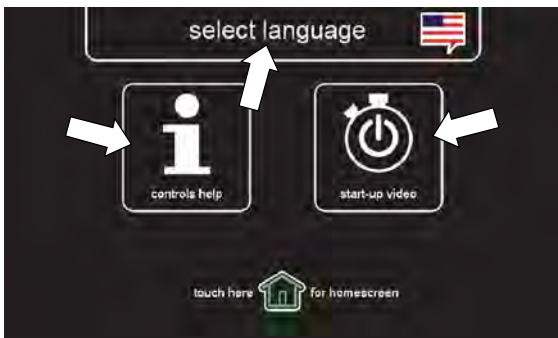 select language
controls help
start-up video
touch here for homescreen